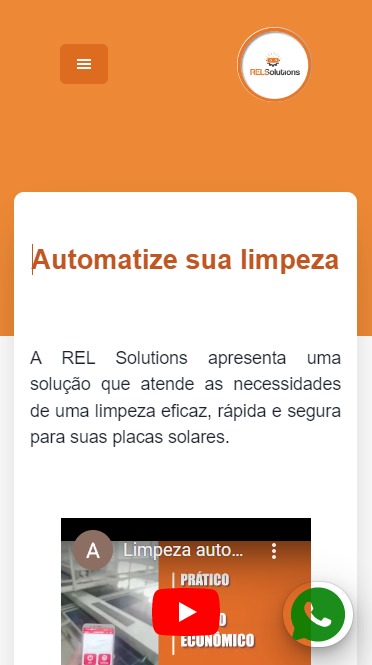 RELSolutions
Automatize sua limpeza
A REL Solutions apresenta uma
solução que atende as necessidades
de uma limpeza eficaz, rápida e segura
para suas placas solares.
A
Limpeza auto...
PRÁTICO
ECONÔMICO